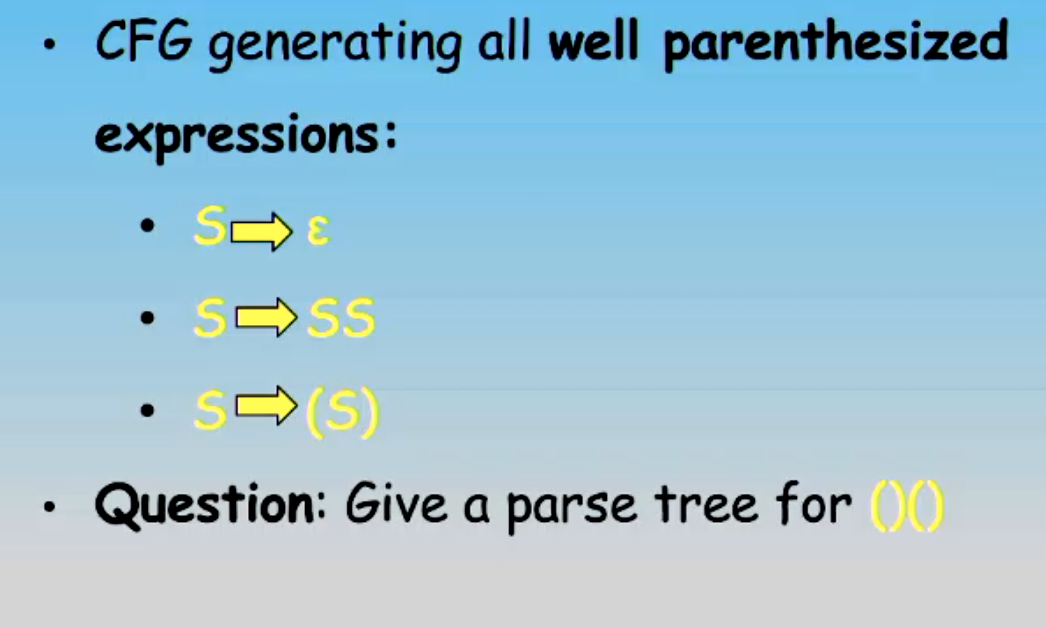 • CFG generating all well parenthesized
expressions:
• S ➡ ε
• S ➡ SS
• S ➡ (S)
• Question: Give a parse tree for ()()